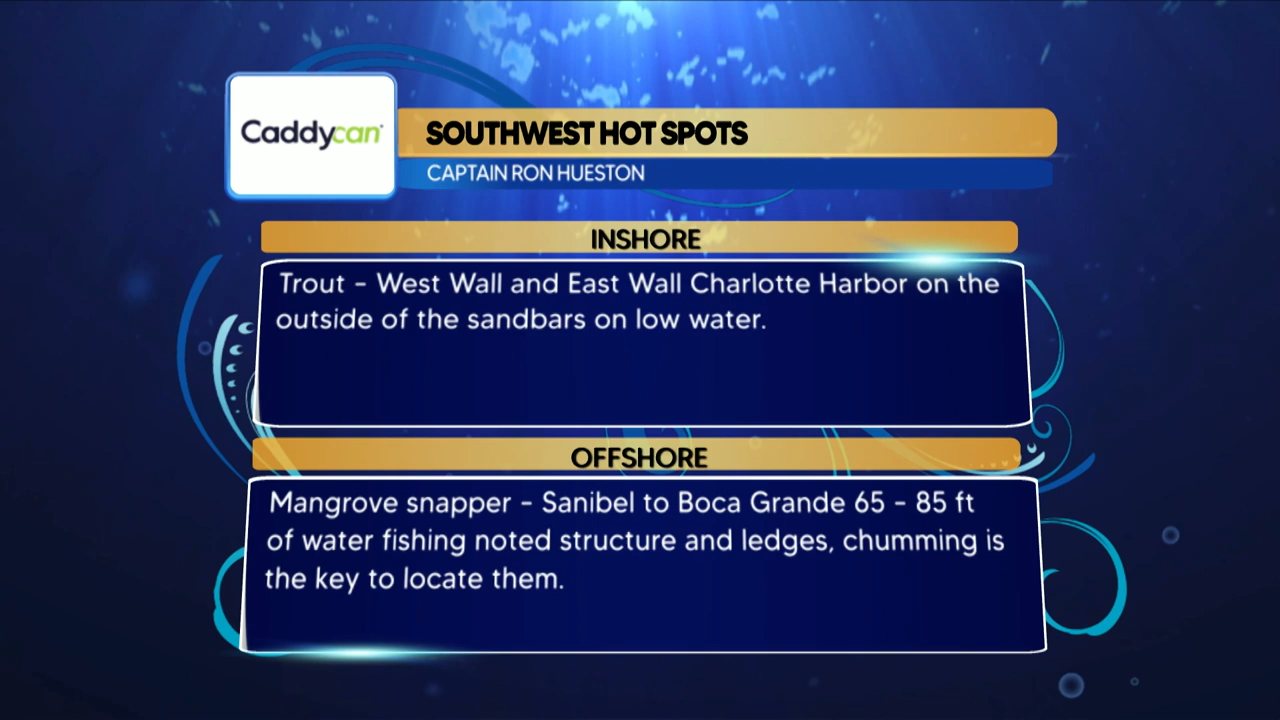 Caddycan
SOUTHWEST HOT SPOTS
CAPTAIN RON HUESTON
INSHORE
Trout - West Wall and East Wall Charlotte Harbor on the
outside of the sandbars on low water.
OFFSHORE
Mangrove snapper - Sanibel to Boca Grande 65 - 85 ft
of water fishing noted structure and ledges, chumming is
the key to locate them.